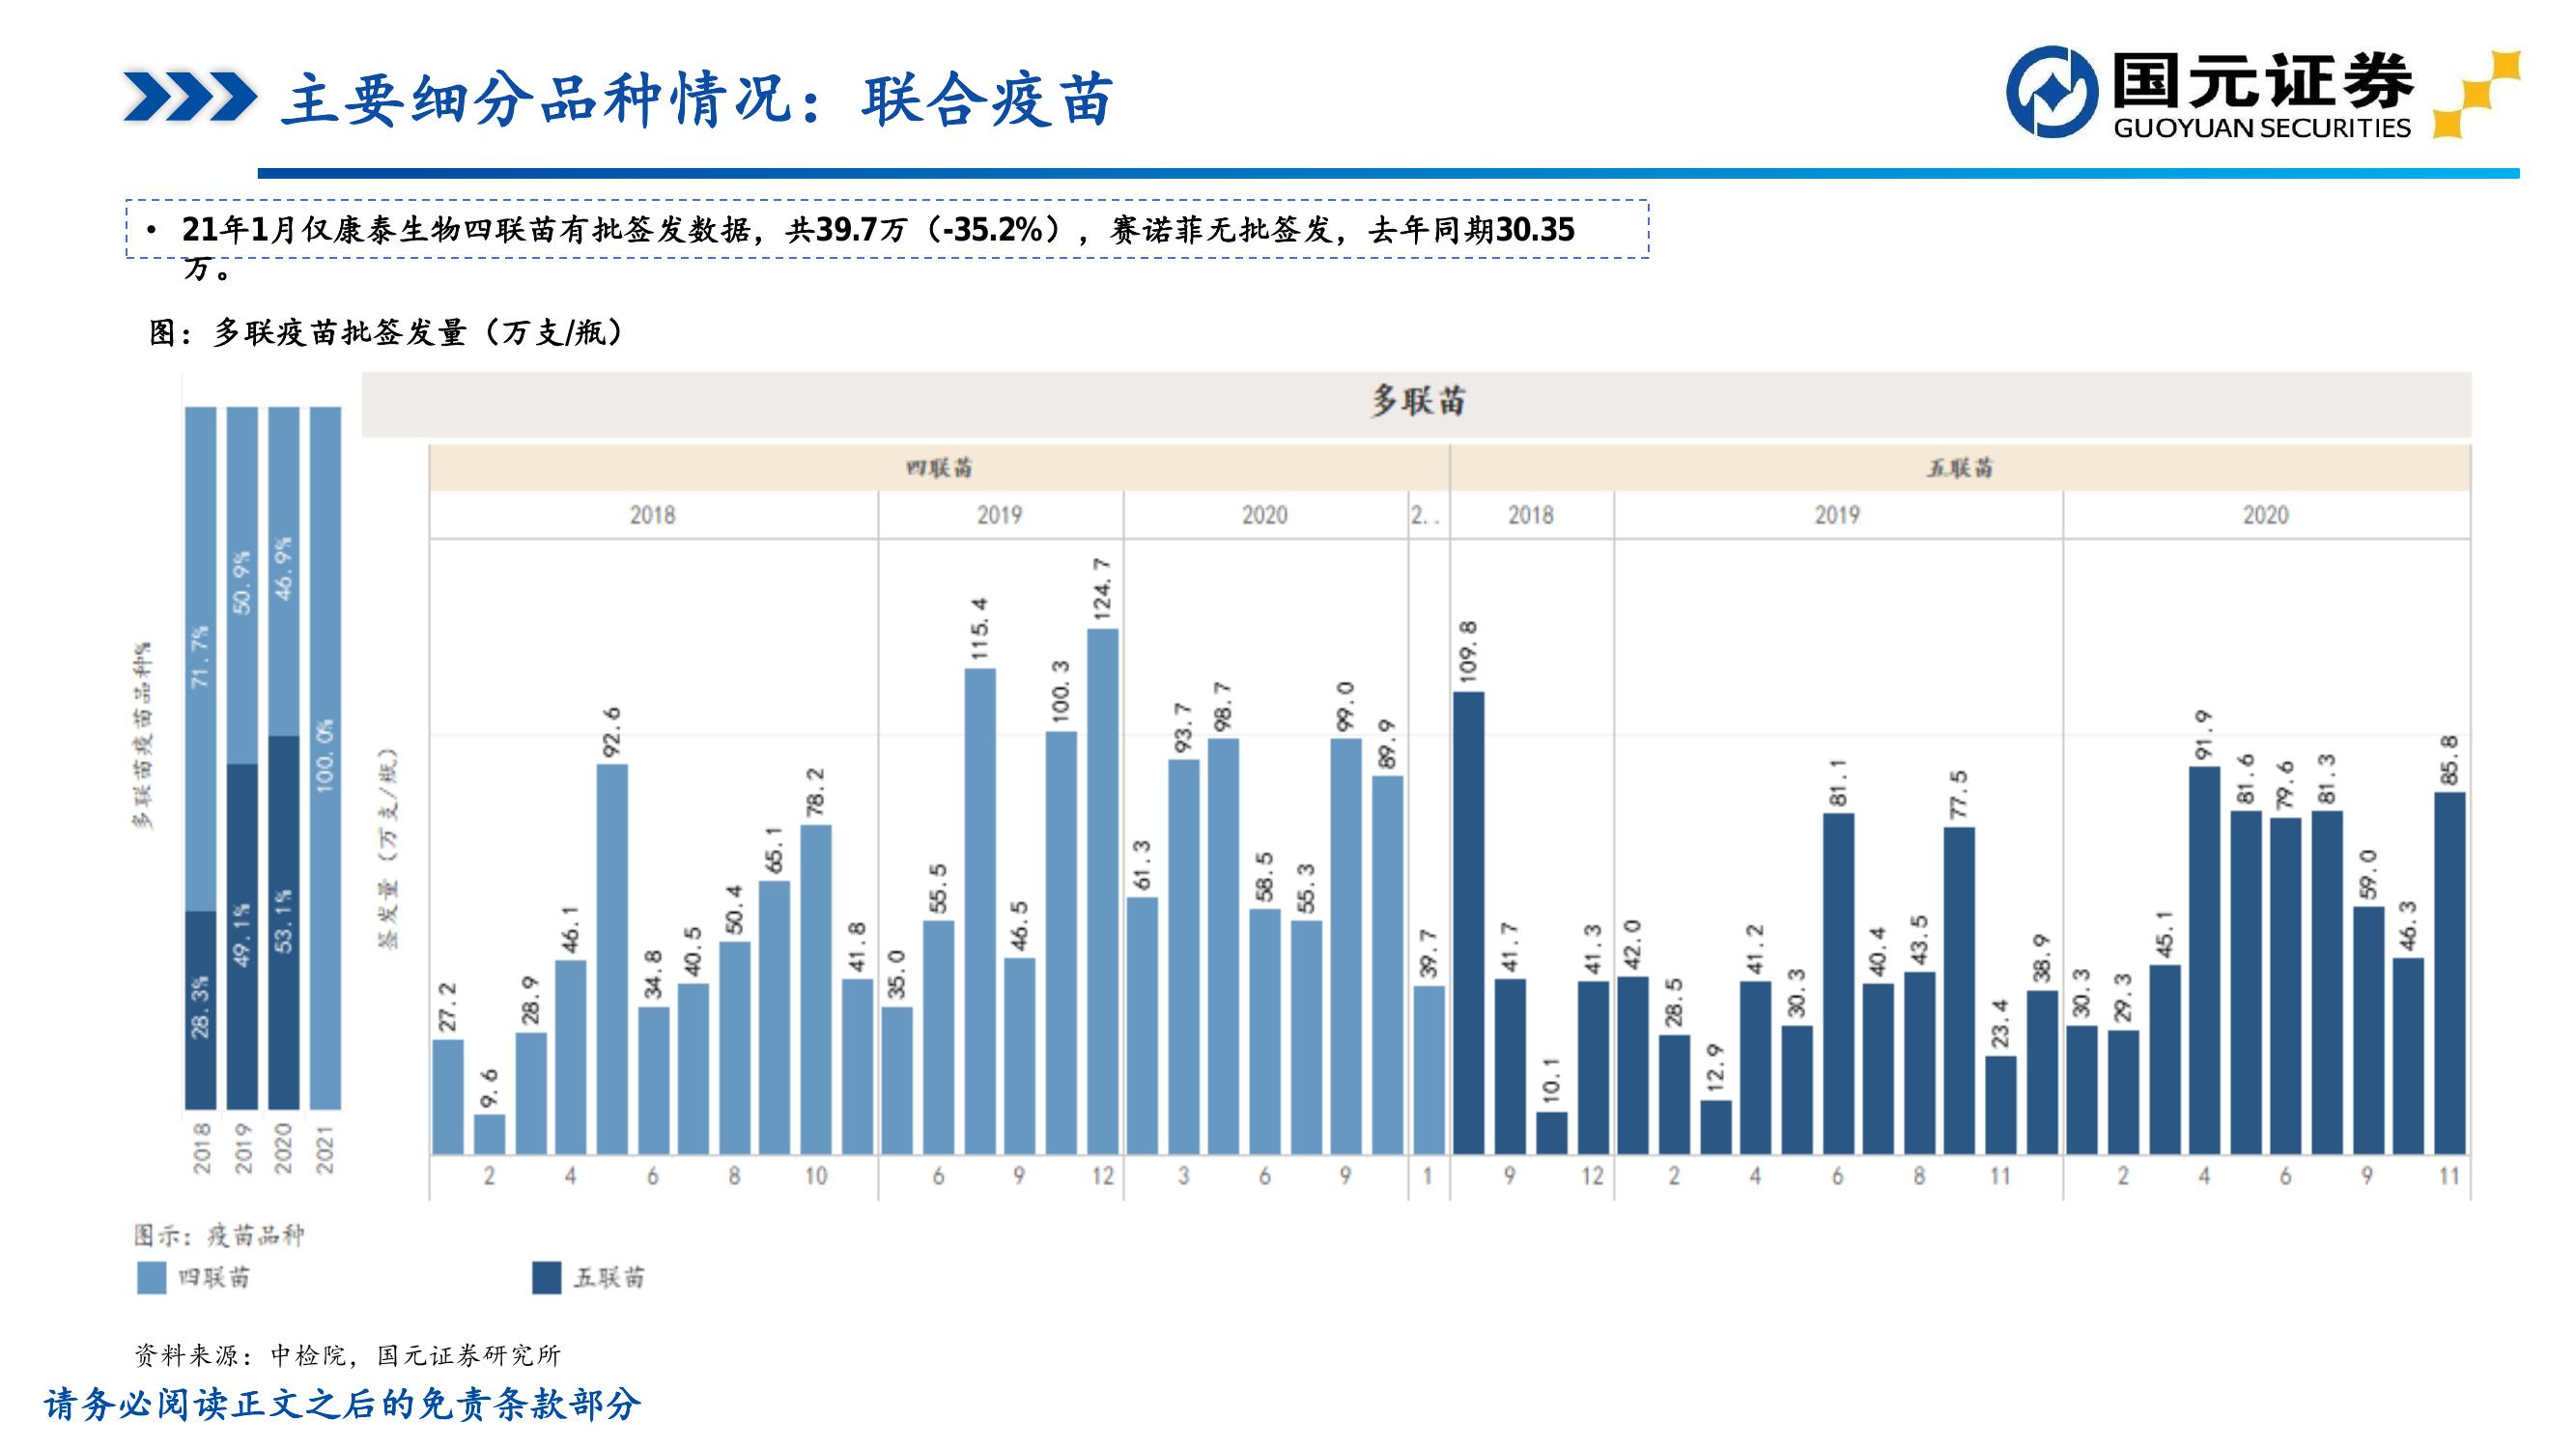 主要细分品种情况：联合疫苗
国元证券
GUOYUAN SECURITIES
• 21年1月仅康泰生物四联苗有批签发数据，共39.7万（-35.2%），赛诺菲无批签发，去年同期30.35
万。
图：多联疫苗批签发量（万支/瓶）
多联苗
四联苗 五联苗
2018 2019 2020 2.. 2018 2019 2020
多联苗疫苗品种%
71.7% 50.9% 46.9% 100.0%
28.3% 49.1% 53.1%
2018 2019 2020 2021
签发量（万支/瓶）
27.2 9.6 28.9 46.1 92.6 34.8 40.5 50.4 65.1 78.2 41.8
35.0 55.5 115.4 46.5 100.3 124.7
61.3 93.7 98.7 58.5 55.3 99.0 89.9
39.7
109.8 41.7 10.1 41.3
42.0 28.5 12.9 41.2 30.3 81.1 40.4 43.5 77.5 23.4 38.9
30.3 29.3 45.1 91.9 81.6 79.6 81.3 59.0 46.3 85.8
2 4 6 8 10 6 9 12 3 6 9 1 9 12 2 4 6 8 11 2 4 6 9 11
图示：疫苗品种
四联苗 五联苗
资料来源：中检院，国元证券研究所
请务必阅读正文之后的免责条款部分